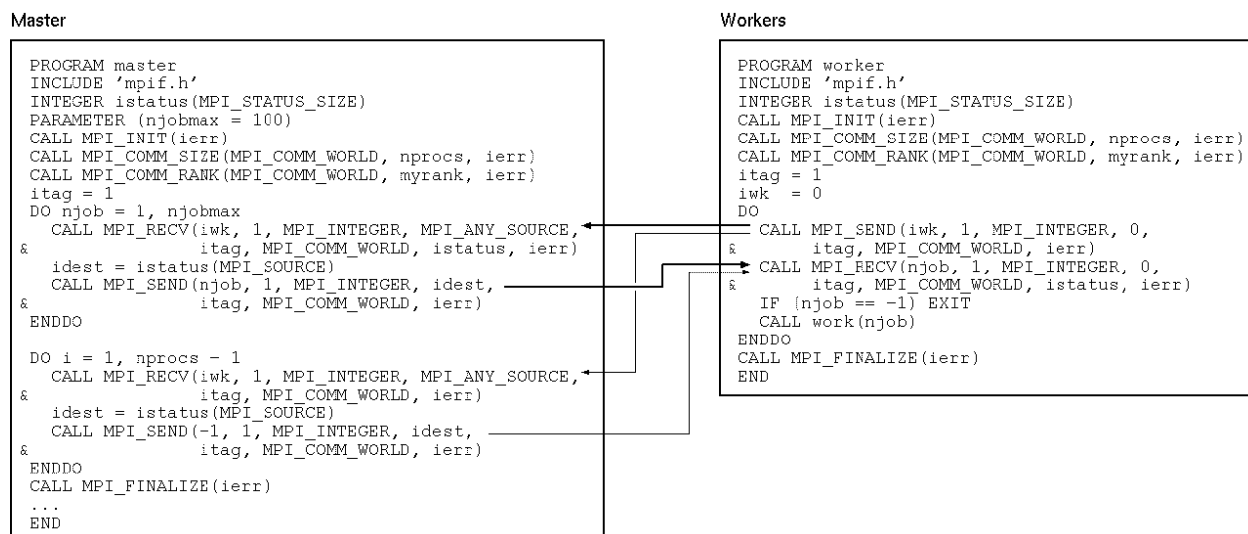 Master
PROGRAM master
INCLUDE 'mpif.h'
INTEGER istatus(MPI_STATUS_SIZE)
PARAMETER (njobmax = 100)
CALL MPI_INIT(ierr)
CALL MPI_COMM_SIZE(MPI_COMM_WORLD, nprocs, ierr)
CALL MPI_COMM_RANK(MPI_COMM_WORLD, myrank, ierr)
itag = 1
DO njob = 1, njobmax
CALL MPI_RECV(iwk, 1, MPI_INTEGER, MPI_ANY_SOURCE,
& itag, MPI_COMM_WORLD, istatus, ierr)
idest = istatus(MPI_SOURCE)
CALL MPI_SEND(njob, 1, MPI_INTEGER, idest,
& itag, MPI_COMM_WORLD, ierr)
ENDDO
DO i = 1, nprocs - 1
CALL MPI_RECV(iwk, 1, MPI_INTEGER, MPI_ANY_SOURCE,
& itag, MPI_COMM_WORLD, ierr)
idest = istatus(MPI_SOURCE)
CALL MPI_SEND(-1, 1, MPI_INTEGER, idest,
& itag, MPI_COMM_WORLD, ierr)
ENDDO
CALL MPI_FINALIZE(ierr)
...
END
Workers
PROGRAM worker
INCLUDE 'mpif.h'
INTEGER istatus(MPI_STATUS_SIZE)
CALL MPI_INIT(ierr)
CALL MPI_COMM_SIZE(MPI_COMM_WORLD, nprocs, ierr)
CALL MPI_COMM_RANK(MPI_COMM_WORLD, myrank, ierr)
itag = 1
iwk = 0
DO
CALL MPI_SEND(iwk, 1, MPI_INTEGER, 0,
& itag, MPI_COMM_WORLD, ierr)
CALL MPI_RECV(njob, 1, MPI_INTEGER, 0,
& itag, MPI_COMM_WORLD, istatus, ierr)
IF (njob == -1) EXIT
CALL work(njob)
ENDDO
CALL MPI_FINALIZE(ierr)
END